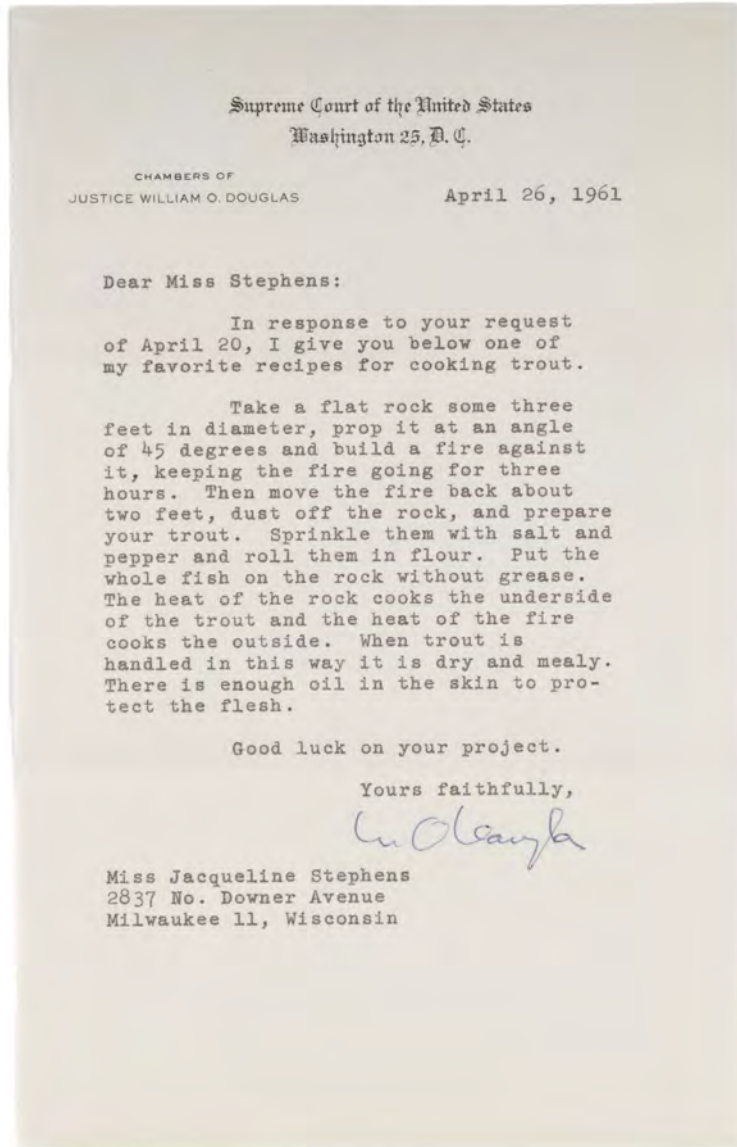 Supreme Court of the United States
Washington 25, D. C.
CHAMBERS OF
JUSTICE WILLIAM O. DOUGLAS
April 26, 1961
Dear Miss Stephens:
In response to your request
of April 20, I give you below one of
my favorite recipes for cooking trout.
Take a flat rock some three
feet in diameter, prop it at an angle
of 45 degrees and build a fire against
it, keeping the fire going for three
hours. Then move the fire back about
two feet, dust off the rock, and prepare
your trout. Sprinkle them with salt and
pepper and roll them in flour. Put the
whole fish on the rock without grease.
The heat of the rock cooks the underside
of the trout and the heat of the fire
cooks the outside. When trout is
handled in this way it is dry and mealy.
There is enough oil in the skin to pro-
tect the flesh.
Good luck on your project.
Yours faithfully,
Wm O Douglas
Miss Jacqueline Stephens
2837 No. Downer Avenue
Milwaukee 11, Wisconsin